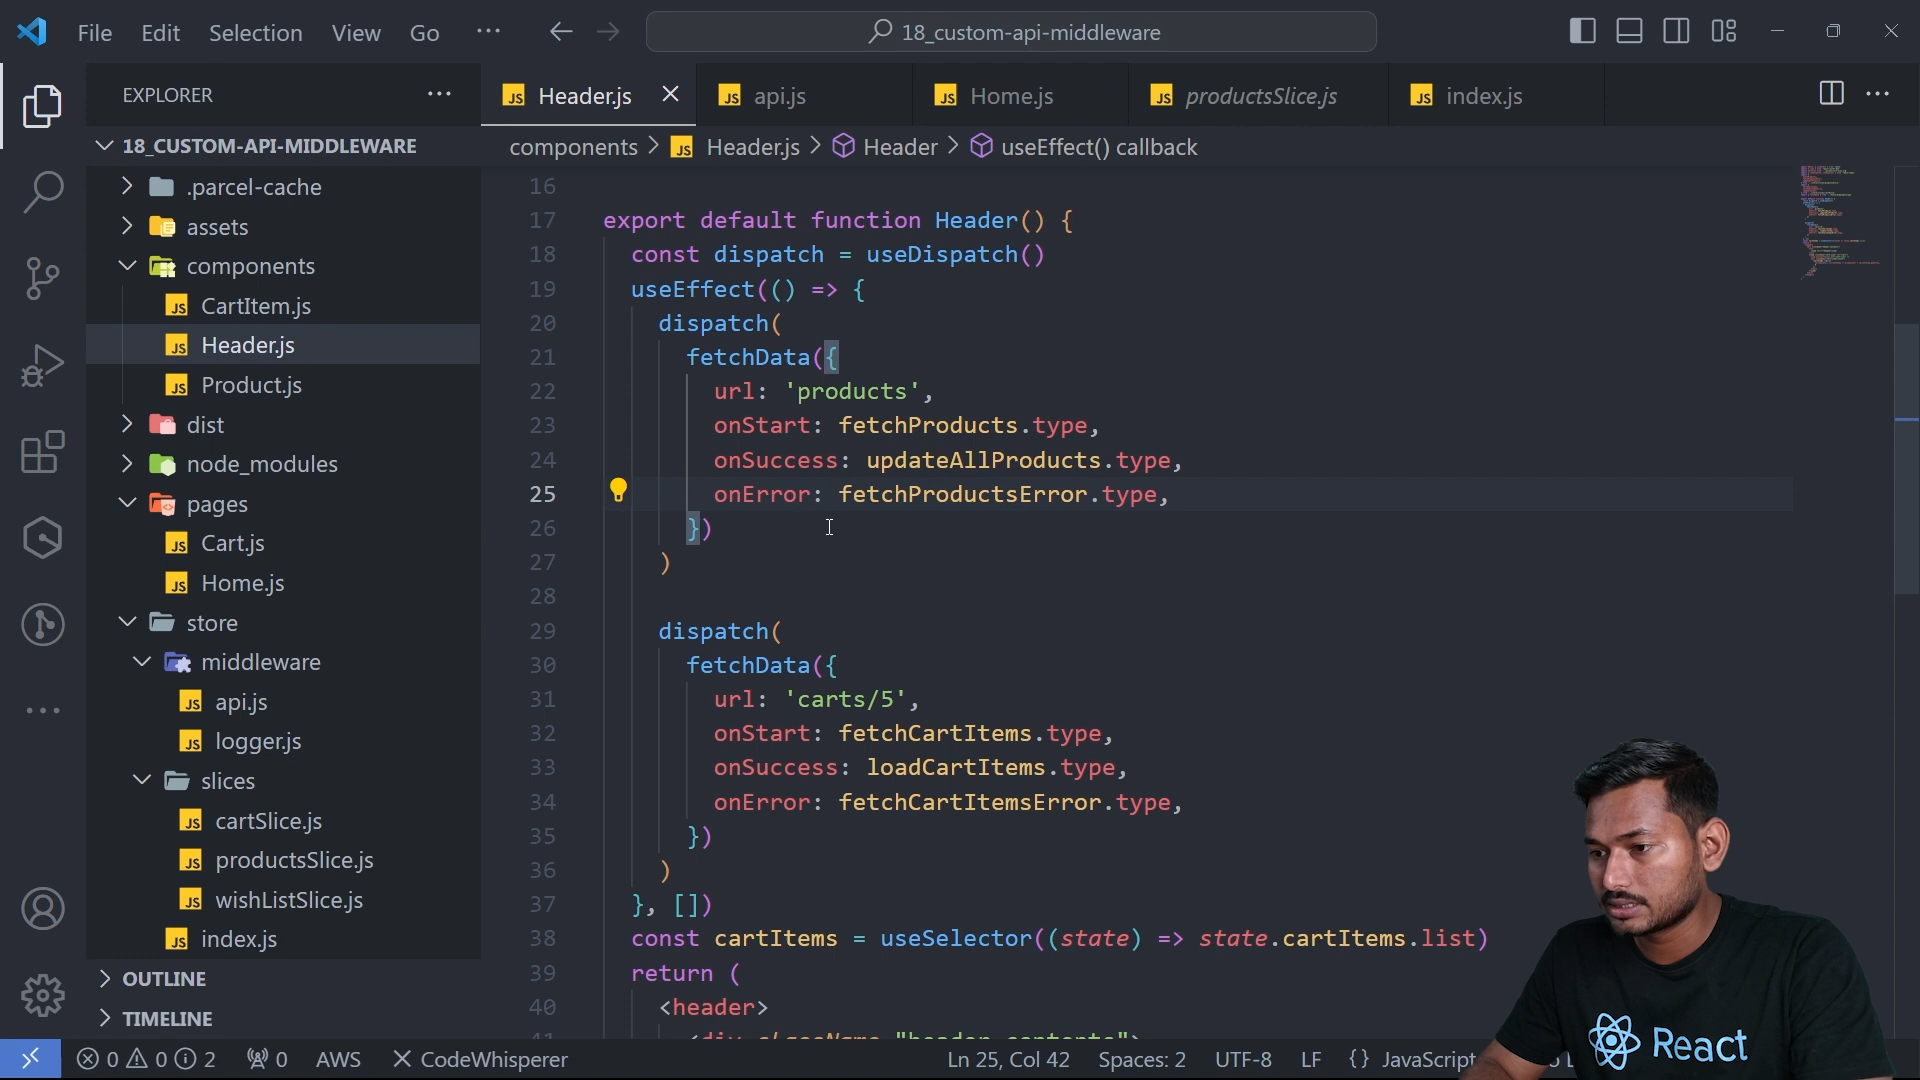 File Edit Selection View Go ··· 18_custom-api-middleware
EXPLORER ···
Header.js api.js Home.js productsSlice.js index.js
components > Header.js > Header > useEffect() callback
18_CUSTOM-API-MIDDLEWARE
.parcel-cache
assets
components
CartItem.js
Header.js
Product.js
dist
node_modules
pages
Cart.js
Home.js
store
middleware
api.js
logger.js
slices
cartSlice.js
productsSlice.js
wishListSlice.js
index.js
OUTLINE
TIMELINE
16
17 export default function Header() {
18 const dispatch = useDispatch()
19 useEffect(() => {
20 dispatch(
21 fetchData({
22 url: 'products',
23 onStart: fetchProducts.type,
24 onSuccess: updateAllProducts.type,
25 onError: fetchProductsError.type,
26 })
27 )
28
29 dispatch(
30 fetchData({
31 url: 'carts/5',
32 onStart: fetchCartItems.type,
33 onSuccess: loadCartItems.type,
34 onError: fetchCartItemsError.type,
35 })
36 )
37 }, [])
38 const cartItems = useSelector((state) => state.cartItems.list)
39 return (
40 <header>
41 <div className="header-contents">
React
0 0 2 0 AWS CodeWhisperer Ln 25, Col 42 Spaces: 2 UTF-8 LF {} JavaScript